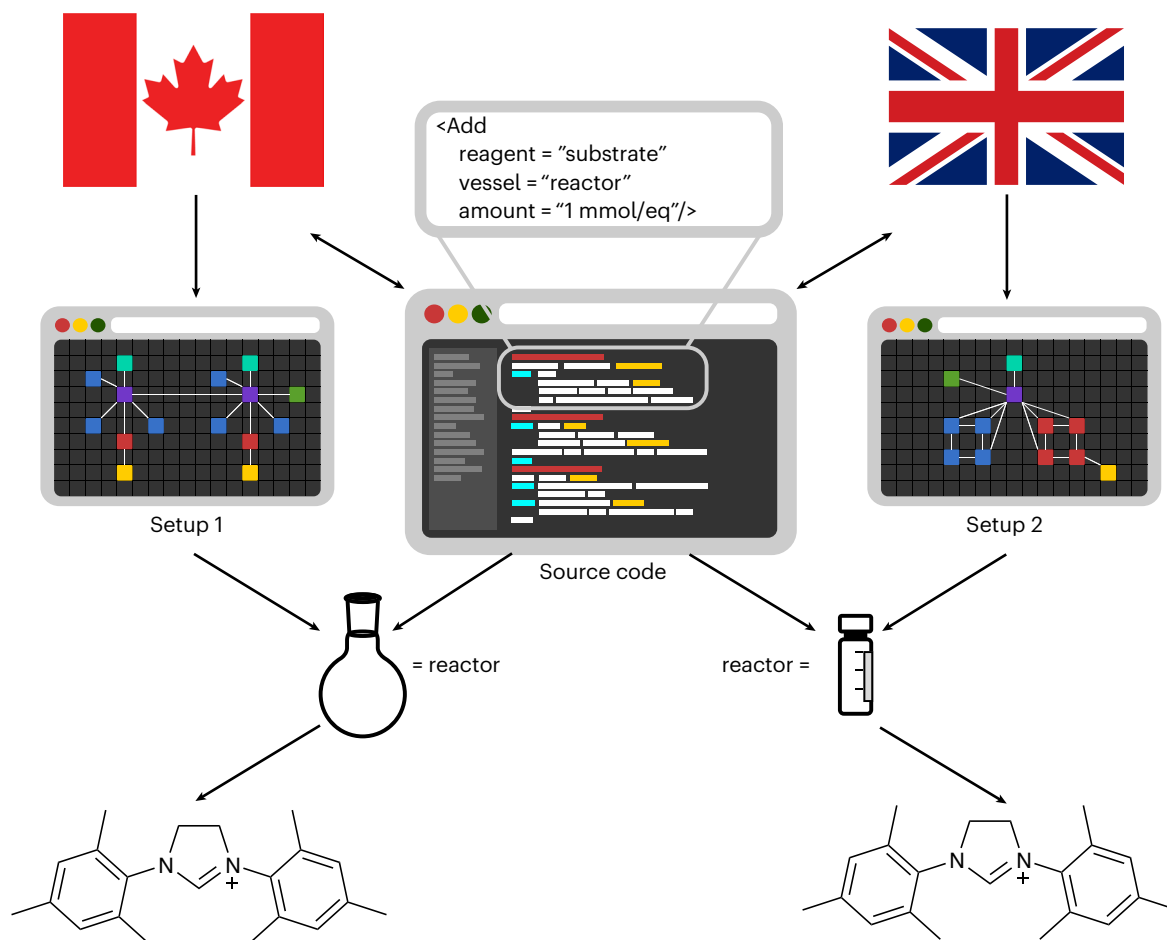 <Add
reagent = ”substrate”
vessel = “reactor”
amount = “1 mmol/eq”/>
Setup 1
Source code
Setup 2
= reactor
reactor =
N
N
+
N
N
+